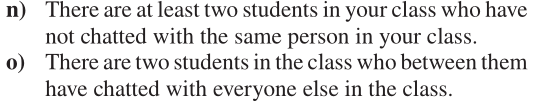 n) There are at least two students in your class who have
not chatted with the same person in your class.
o) There are two students in the class who between them
have chatted with everyone else in the class.